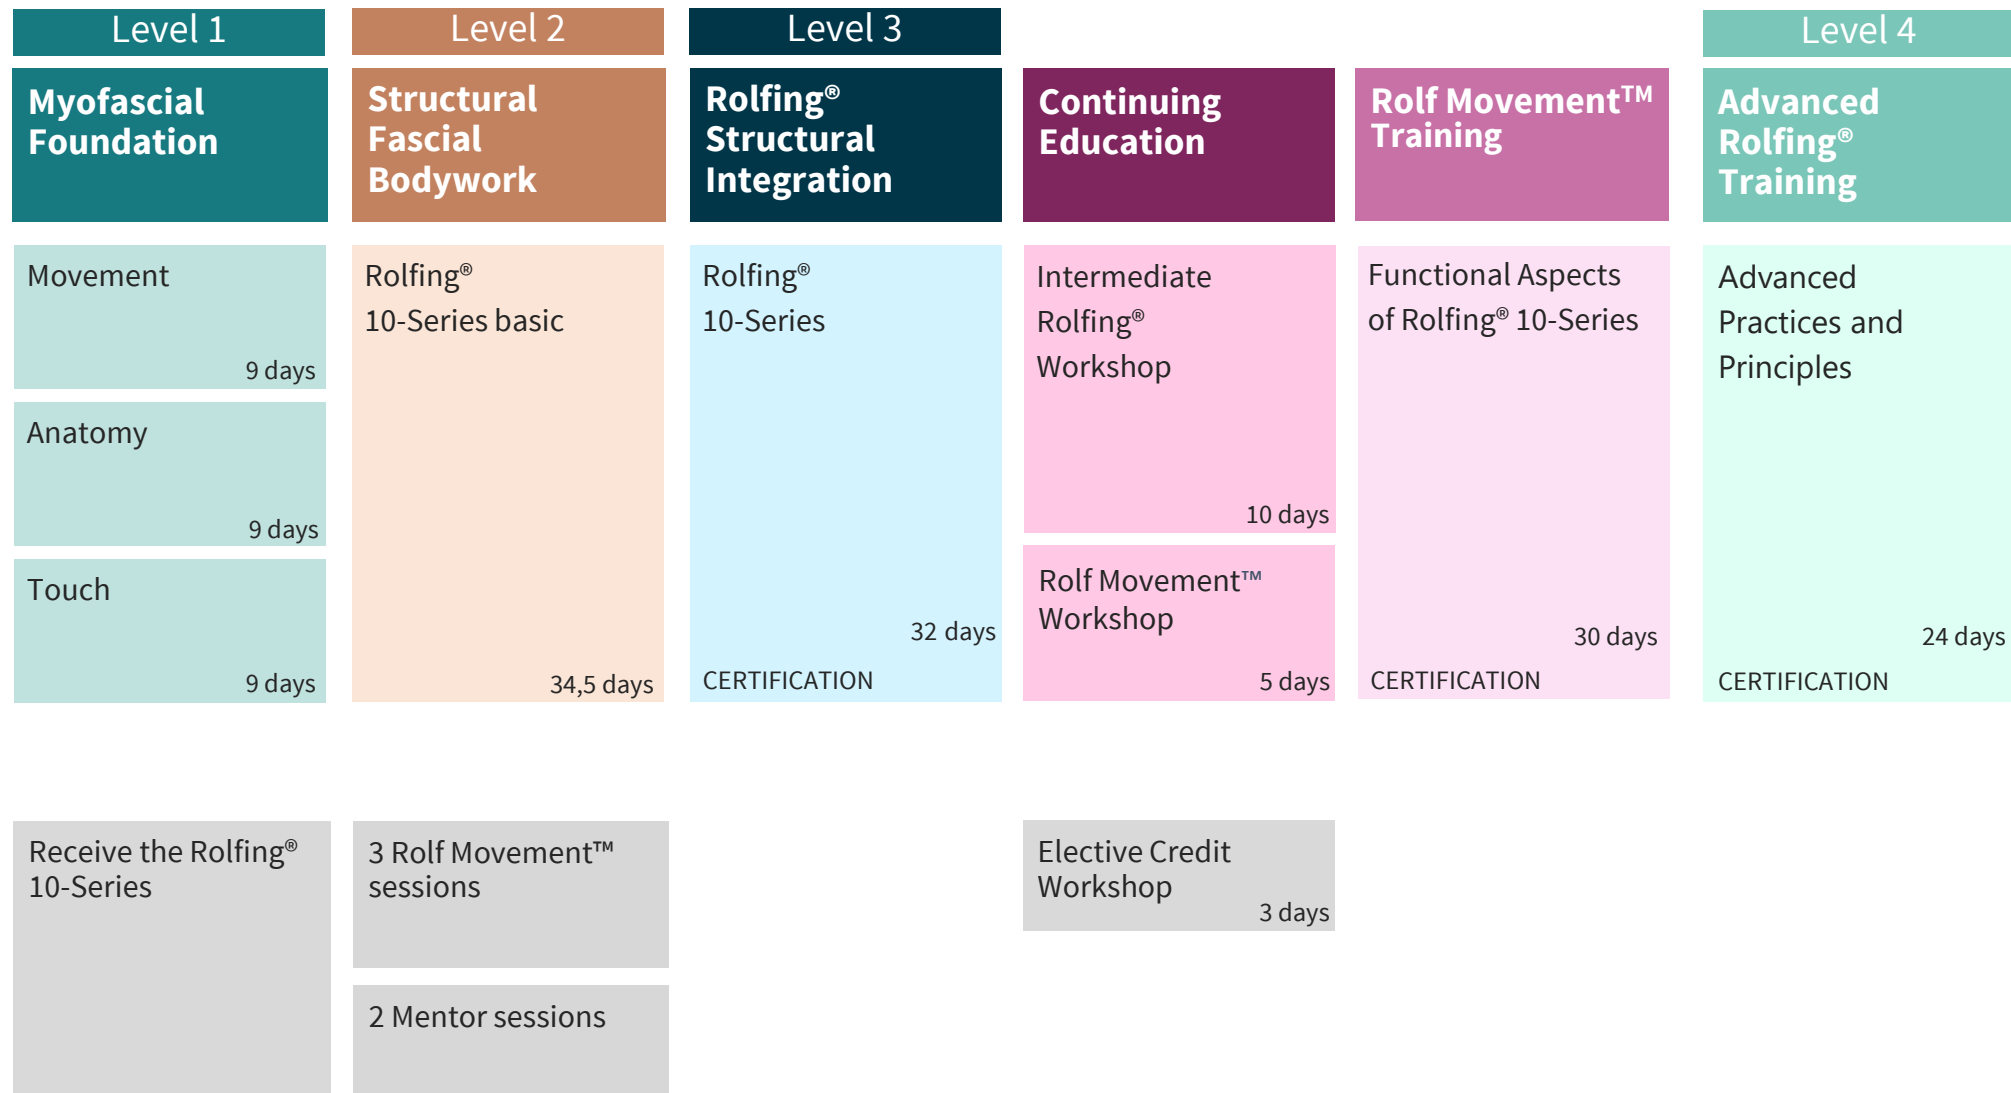 Level 1
Level 2
Level 3
Level 4
Myofascial
Foundation
Structural
Fascial
Bodywork
Rolfing®
Structural
Integration
Continuing
Education
Rolf Movement™
Training
Advanced
Rolfing®
Training
Movement
9 days
Anatomy
9 days
Touch
9 days
Rolfing®
10-Series basic
34,5 days
Rolfing®
10-Series
32 days
CERTIFICATION
Intermediate
Rolfing®
Workshop
10 days
Rolf Movement™
Workshop
5 days
Functional Aspects
of Rolfing® 10-Series
30 days
CERTIFICATION
Advanced
Practices and
Principles
24 days
CERTIFICATION
Receive the Rolfing®
10-Series
3 Rolf Movement™
sessions
2 Mentor sessions
Elective Credit
Workshop
3 days